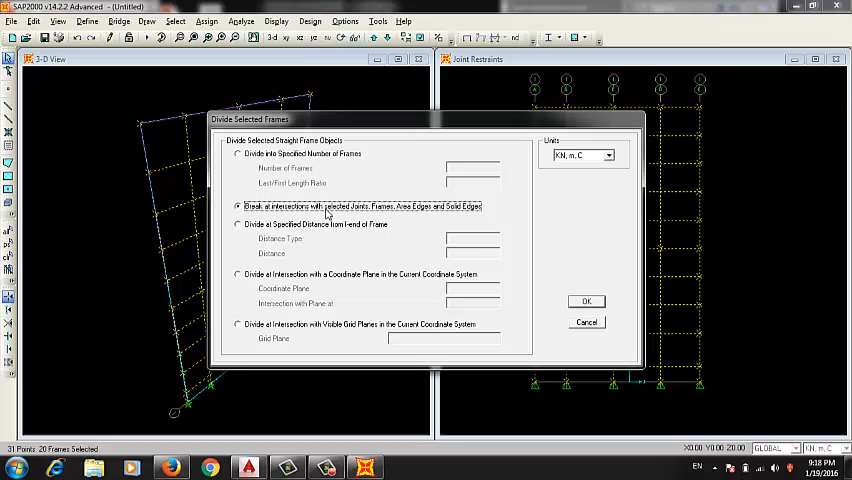 SAP2000 v14.2.2 Advanced - (Untitled)
File Edit View Define Bridge Draw Select Assign Analyze Display Design Options Tools Help
3-d xy xz yz nv
3-D View
Joint Restraints
Divide Selected Frames
Divide Selected Straight Frame Objects
Units
Divide into Specified Number of Frames
KN, m, C
Number of Frames
Last/First Length Ratio
Break at intersections with selected Joints, Frames, Area Edges and Solid Edges
Divide at Specified Distance from I-end of Frame
Distance Type
Distance
Divide at Intersection with a Coordinate Plane in the Current Coordinate System
Coordinate Plane
Intersection with Plane at
OK
Cancel
Divide at Intersection with Visible Grid Planes in the Current Coordinate System
Grid Plane
31 Points 20 Frames Selected
X0.00 Y0.00 Z0.00
GLOBAL
KN, m, C
EN
9:18 PM
1/19/2016